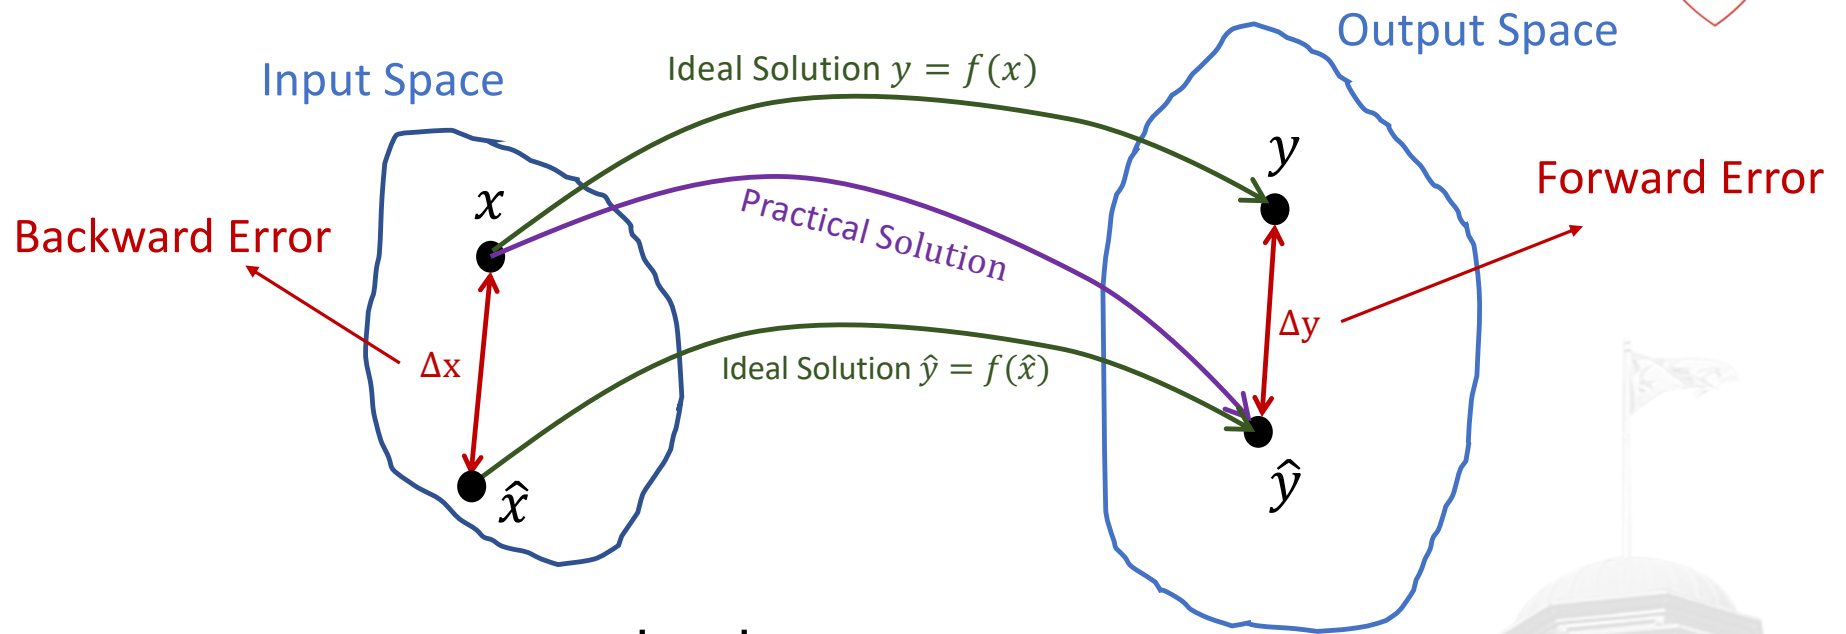 Output Space
Input Space
Ideal Solution y = f(x)
y
Forward Error
x
Practical Solution
Backward Error
Δy
Δx
Ideal Solution ŷ = f(x̂)
x̂
ŷ